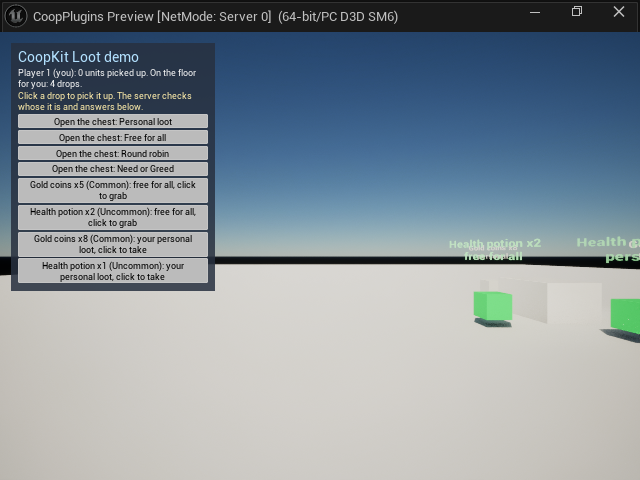 CoopPlugins Preview [NetMode: Server 0] (64-bit/PC D3D SM6)
CoopKit Loot demo
Player 1 (you): 0 units picked up. On the floor
for you: 4 drops.
Click a drop to pick it up. The server checks
whose it is and answers below.
Open the chest: Personal loot
Open the chest: Free for all
Open the chest: Round robin
Open the chest: Need or Greed
Gold coins x5 (Common): free for all, click
to grab
Health potion x2 (Uncommon): free for all,
click to grab
Gold coins x8 (Common): your personal
loot, click to take
Health potion x1 (Uncommon): your
personal loot, click to take
Health potion x2
free for all
Health
pers